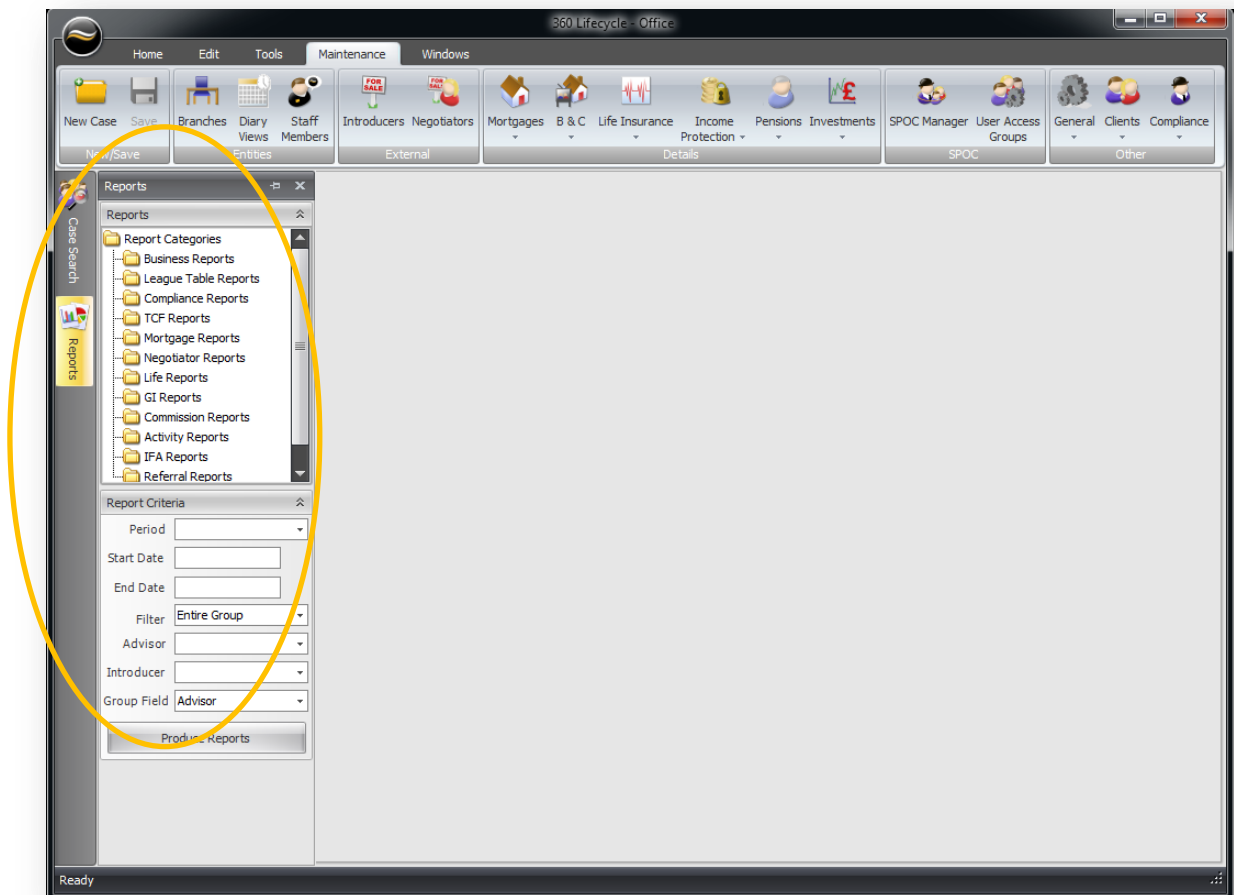 360 Lifecycle - Office
Home Edit Tools Maintenance Windows
FOR SALE FOR SALE
New Case Save Branches Diary Views Staff Members Introducers Negotiators Mortgages B & C Life Insurance Income Protection Pensions Investments SPOC Manager User Access Groups General Clients Compliance
New/Save Entities External Details SPOC Other
Case Search
Reports
Reports
Reports
Report Categories
Business Reports
League Table Reports
Compliance Reports
TCF Reports
Mortgage Reports
Negotiator Reports
Life Reports
GI Reports
Commission Reports
Activity Reports
IFA Reports
Referral Reports
Report Criteria
Period
Start Date
End Date
Filter Entire Group
Advisor
Introducer
Group Field Advisor
Produce Reports
Ready